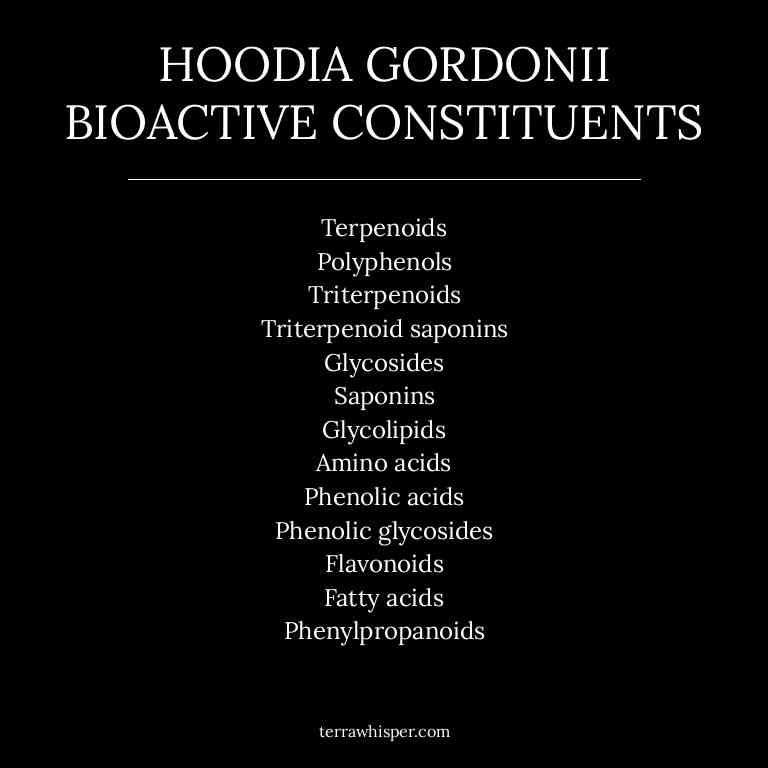 HOODIA GORDONII
BIOACTIVE CONSTITUENTS
Terpenoids
Polyphenols
Triterpenoids
Triterpenoid saponins
Glycosides
Saponins
Glycolipids
Amino acids
Phenolic acids
Phenolic glycosides
Flavonoids
Fatty acids
Phenylpropanoids
terrawhisper.com